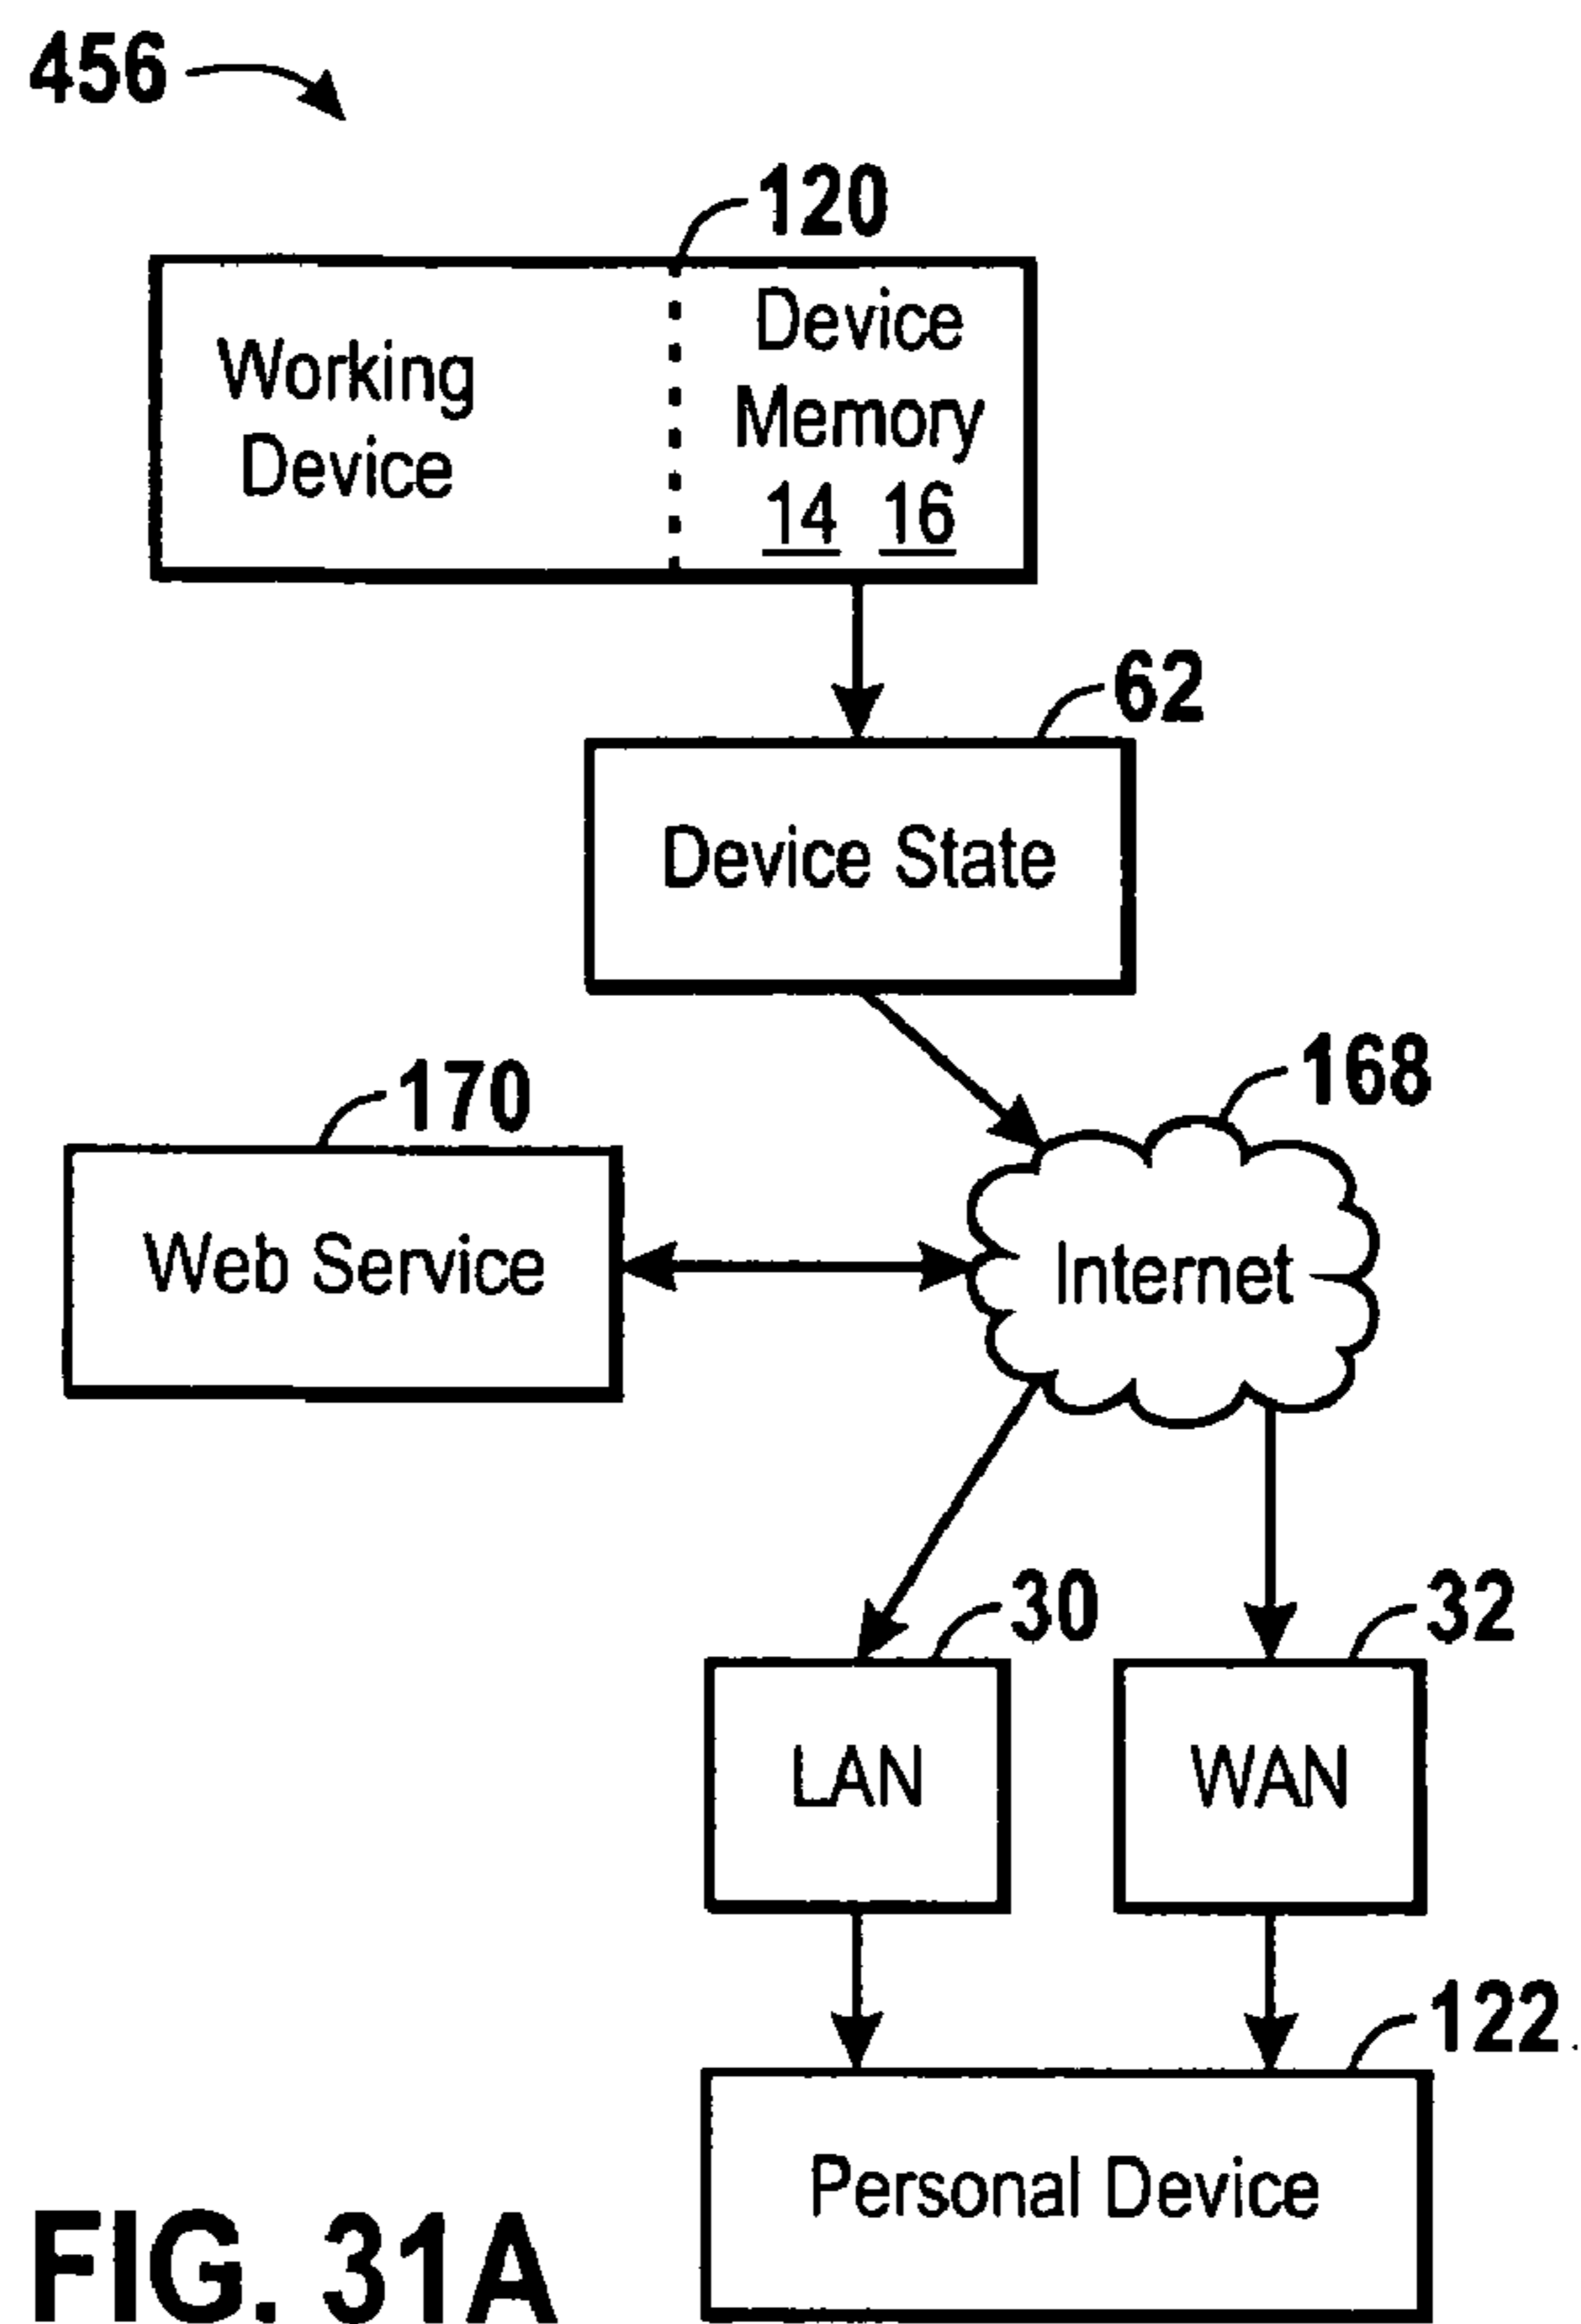 456
120
Working
Device
Device
Memory
14 16
62
Device State
170
168
Web Service
Internet
30
32
LAN
WAN
122
Personal Device
FIG. 31A